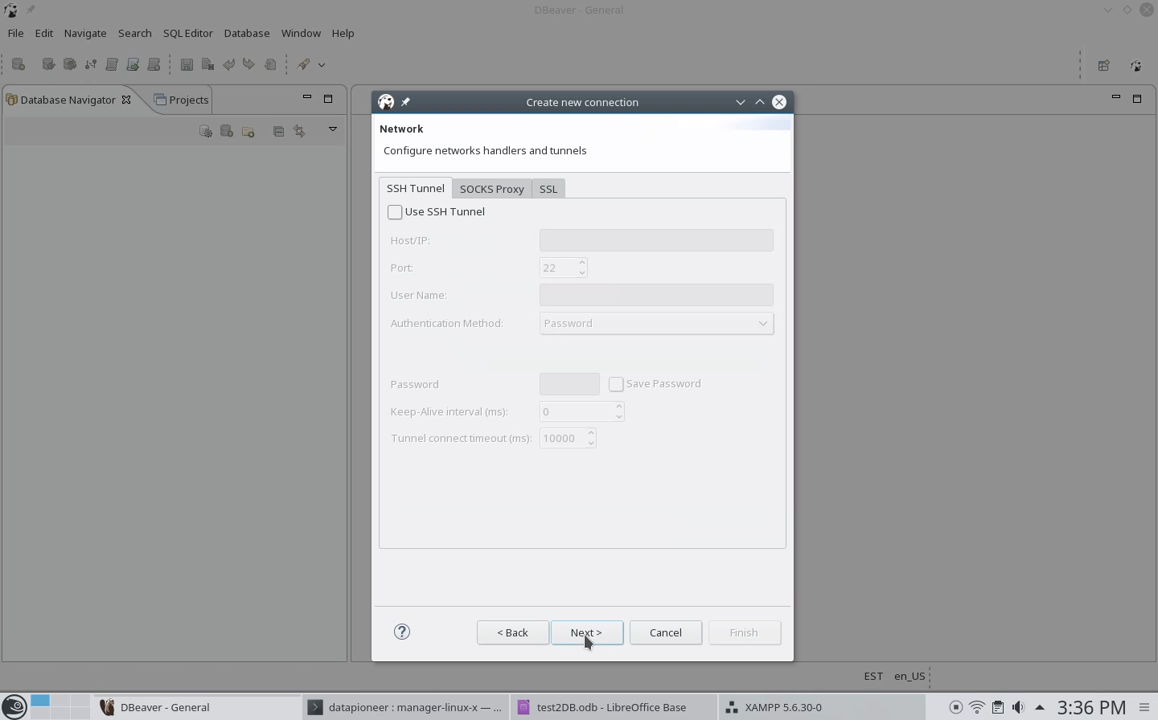 DBeaver - General
File Edit Navigate Search SQL Editor Database Window Help
Database Navigator Projects
Create new connection
Network
Configure networks handlers and tunnels
SSH Tunnel SOCKS Proxy SSL
Use SSH Tunnel
Host/IP:
Port: 22
User Name:
Authentication Method: Password
Password Save Password
Keep-Alive interval (ms): 0
Tunnel connect timeout (ms): 10000
? < Back Next > Cancel Finish
EST en_US
DBeaver - General datapioneer : manager-linux-x — ... test2DB.odb - LibreOffice Base XAMPP 5.6.30-0 3:36 PM